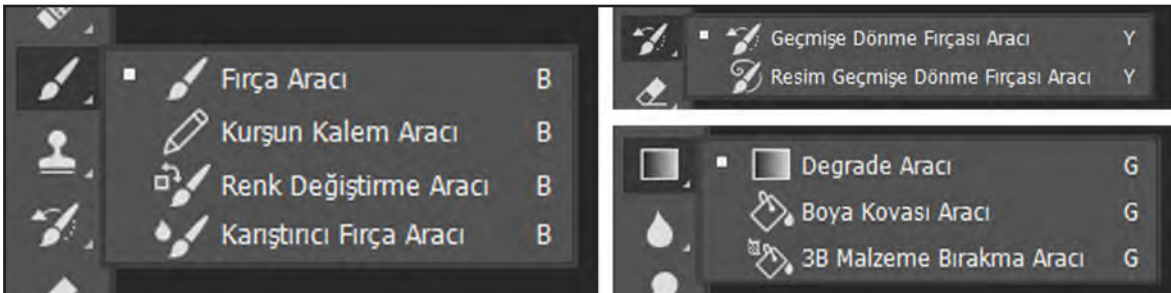 Fırça Aracı B
Kurşun Kalem Aracı B
Renk Değiştirme Aracı B
Karıştırıcı Fırça Aracı B
Geçmişe Dönme Fırçası Aracı Y
Resim Geçmişe Dönme Fırçası Aracı Y
Degrade Aracı G
Boya Kovası Aracı G
3B Malzeme Bırakma Aracı G